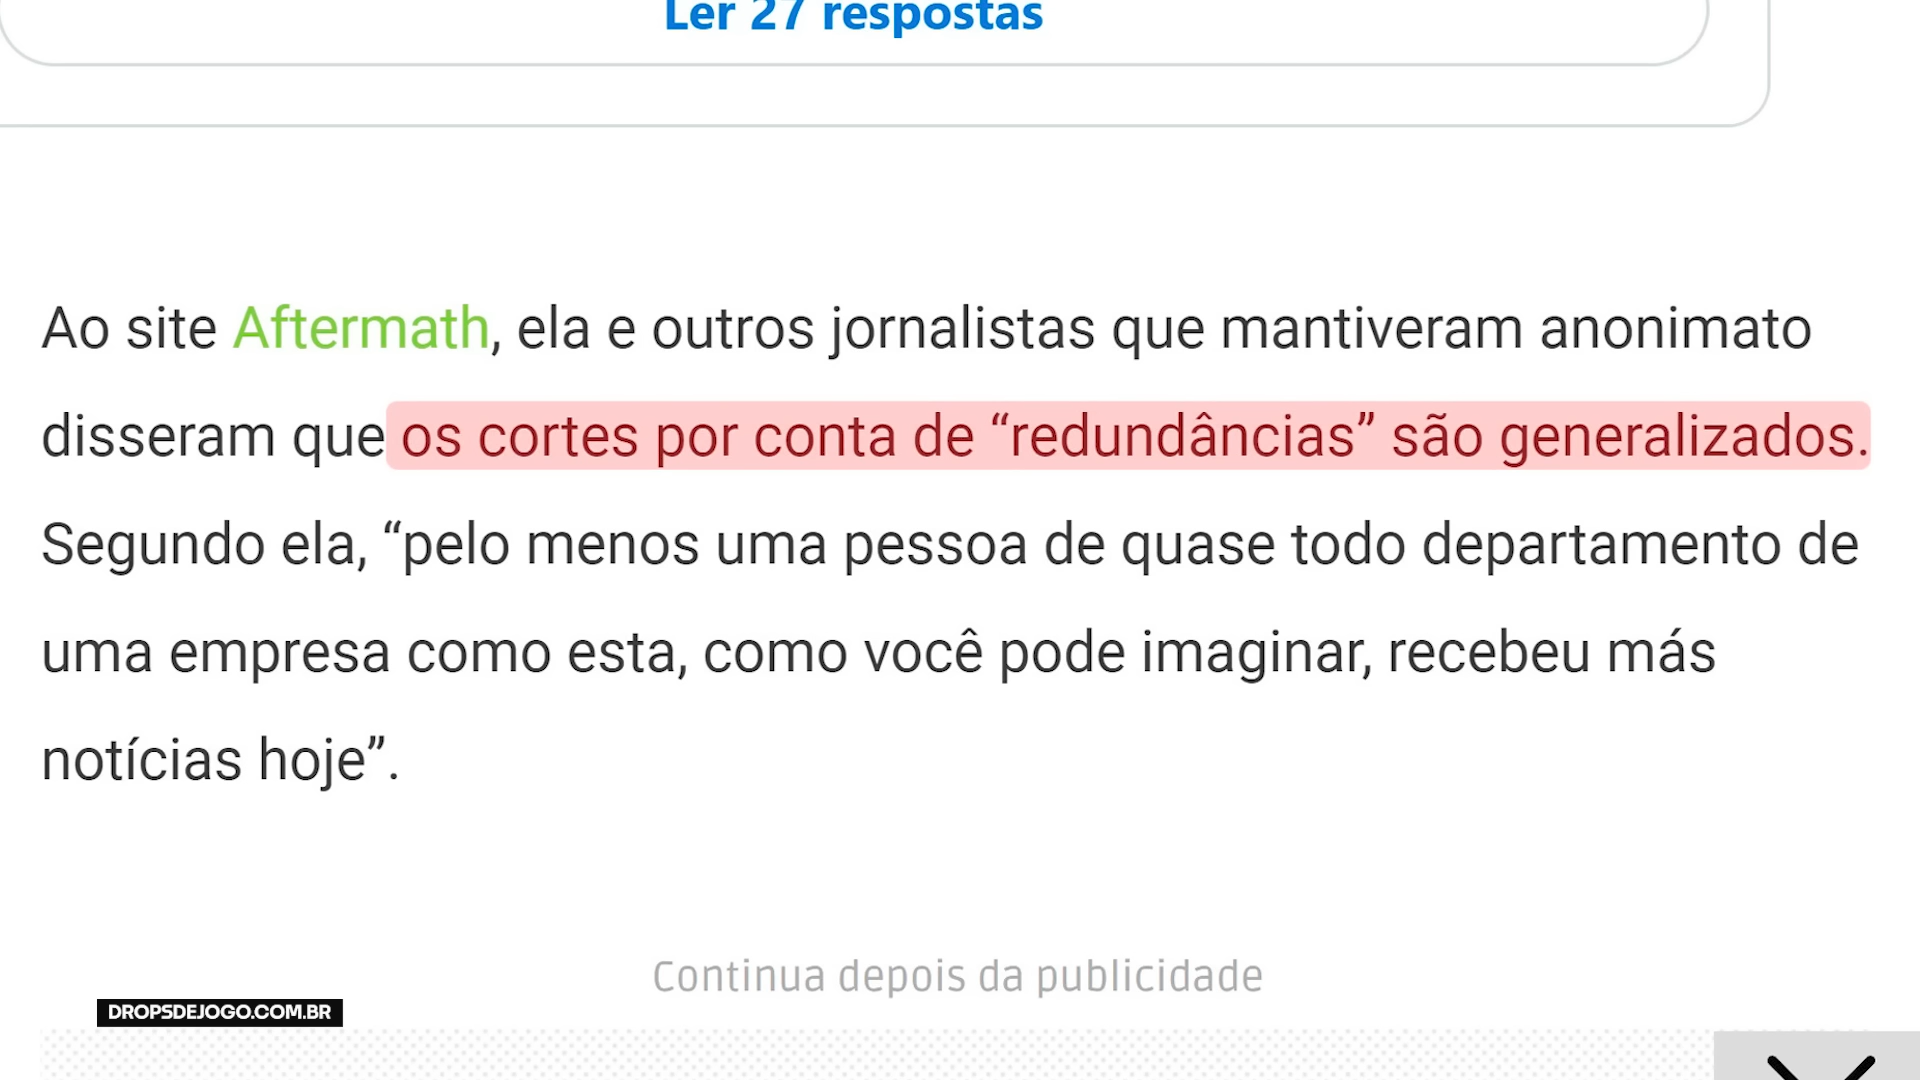 Ler 27 respostas
Ao site Aftermath, ela e outros jornalistas que mantiveram anonimato
disseram que os cortes por conta de “redundâncias” são generalizados.
Segundo ela, “pelo menos uma pessoa de quase todo departamento de
uma empresa como esta, como você pode imaginar, recebeu más
notícias hoje”.
Continua depois da publicidade
DROPSDEJOGO.COM.BR